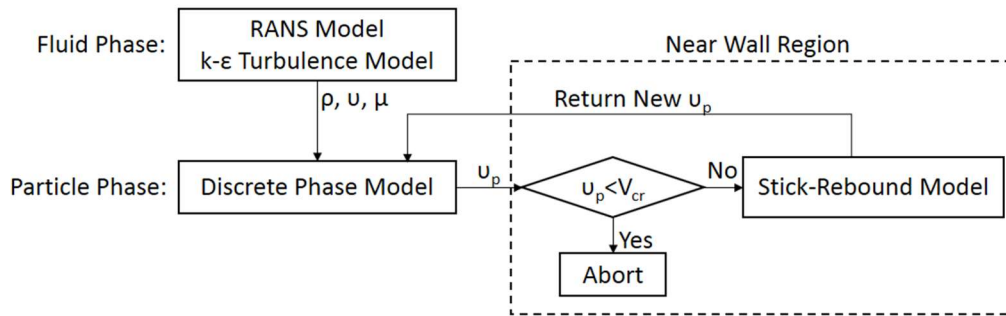 Fluid Phase:
RANS Model
k-ε Turbulence Model
Near Wall Region
ρ, υ, μ
Return New υp
Particle Phase:
Discrete Phase Model
υp
υp<Vcr
No
Stick-Rebound Model
Yes
Abort